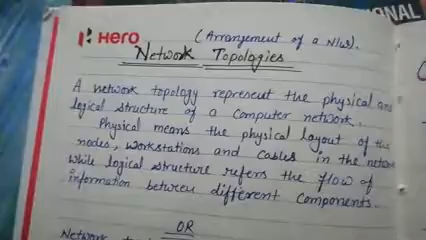 ONAL
Hero
(Arrangement of a N/w).
Network Topologies
A network topology represent the physical and
logical structure of a computer network.
Physical means the physical layout of the
nodes, workstations and cables in the network
while logical structure refers the flow of
information between different components.
OR
Network